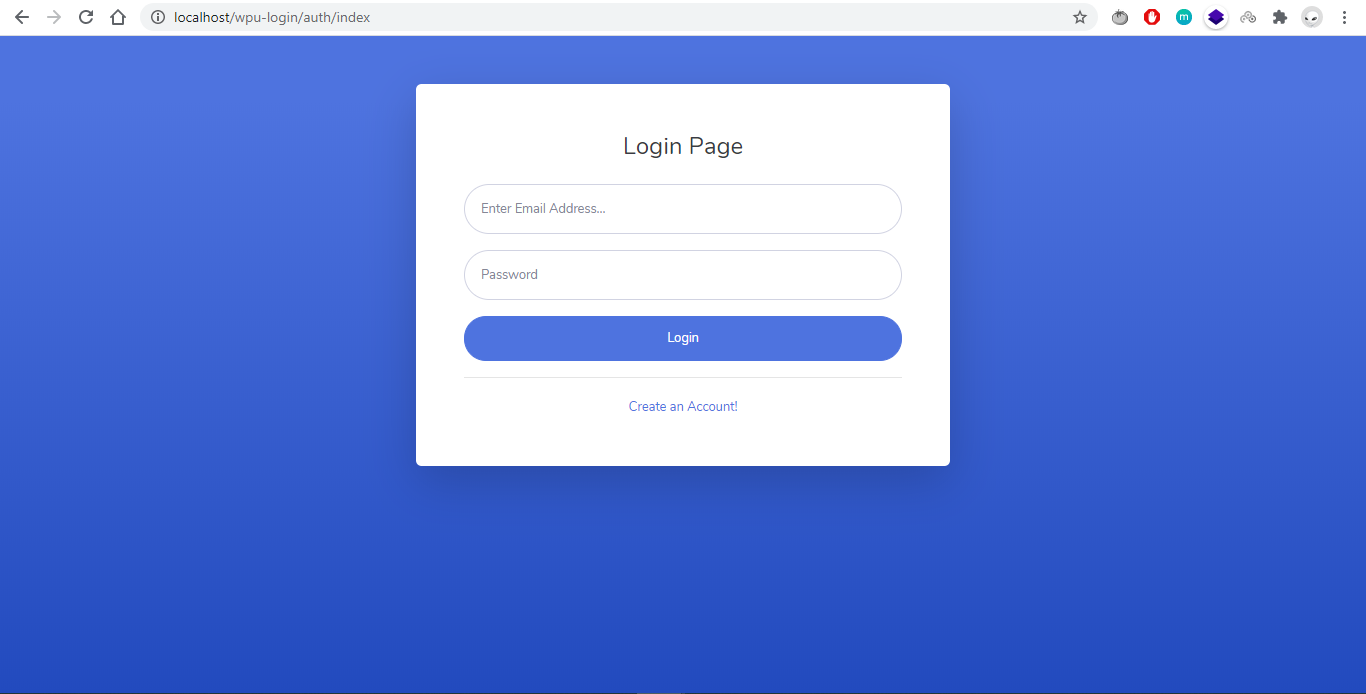 localhost/wpu-login/auth/index
m
Login Page
Enter Email Address...
Password
Login
Create an Account!